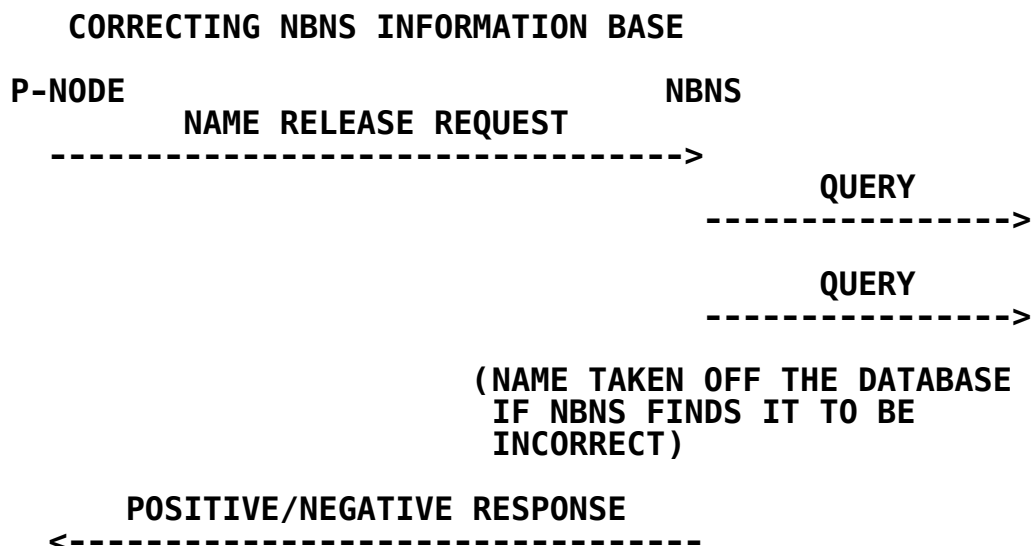 CORRECTING NBNS INFORMATION BASE
P-NODE NBNS
NAME RELEASE REQUEST
--------------------------------->
QUERY
---------------->
QUERY
---------------->
(NAME TAKEN OFF THE DATABASE
IF NBNS FINDS IT TO BE
INCORRECT)
POSITIVE/NEGATIVE RESPONSE
<---------------------------------